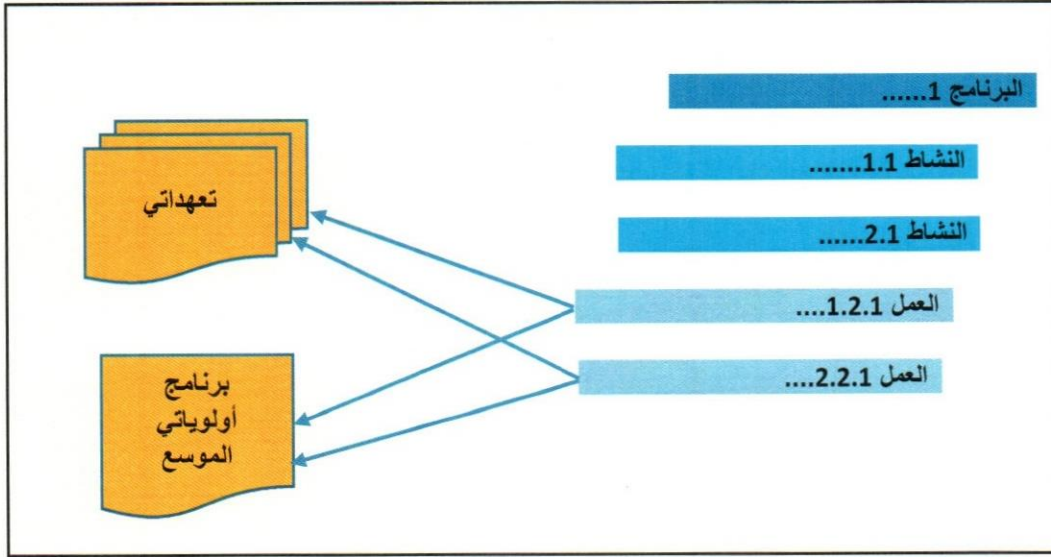 البرنامج 1......
النشاط 1.1.......
النشاط 2.1......
العمل 1.2.1....
العمل 2.2.1....
تعهداتي
برنامج
أولوياتي
الموسع